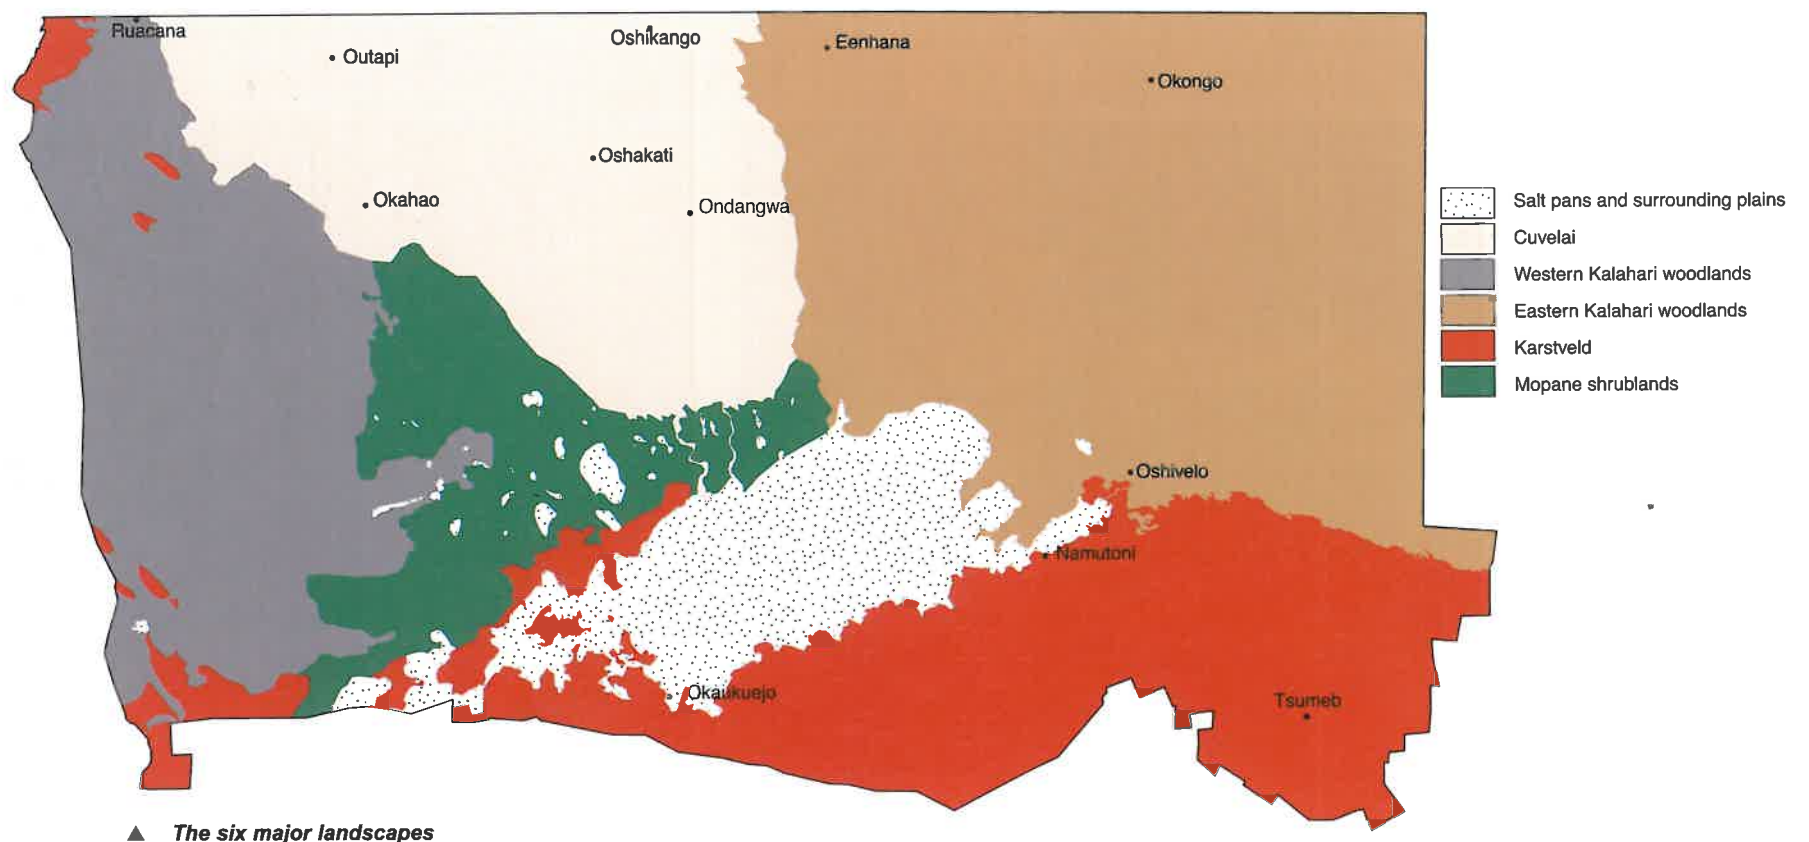 Ruacana
Outapi
Oshikango
Eenhana
Okongo
Oshakati
Okahao
Ondangwa
Salt pans and surrounding plains
Cuvelai
Western Kalahari woodlands
Eastern Kalahari woodlands
Karstveld
Mopane shrublands
Oshivelo
Namutoni
Okaukuejo
Tsumeb
The six major landscapes